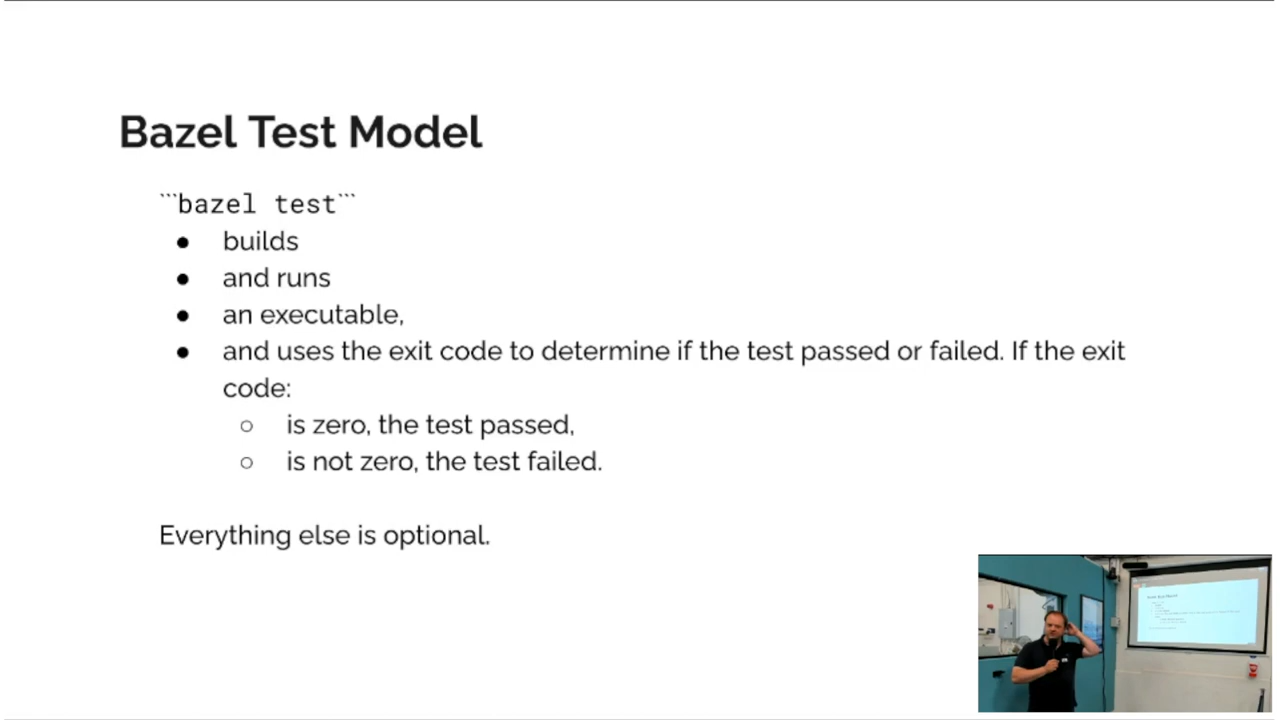 Bazel Test Model
```bazel test```
● builds
● and runs
● an executable,
● and uses the exit code to determine if the test passed or failed. If the exit
code:
○ is zero, the test passed,
○ is not zero, the test failed.
Everything else is optional.